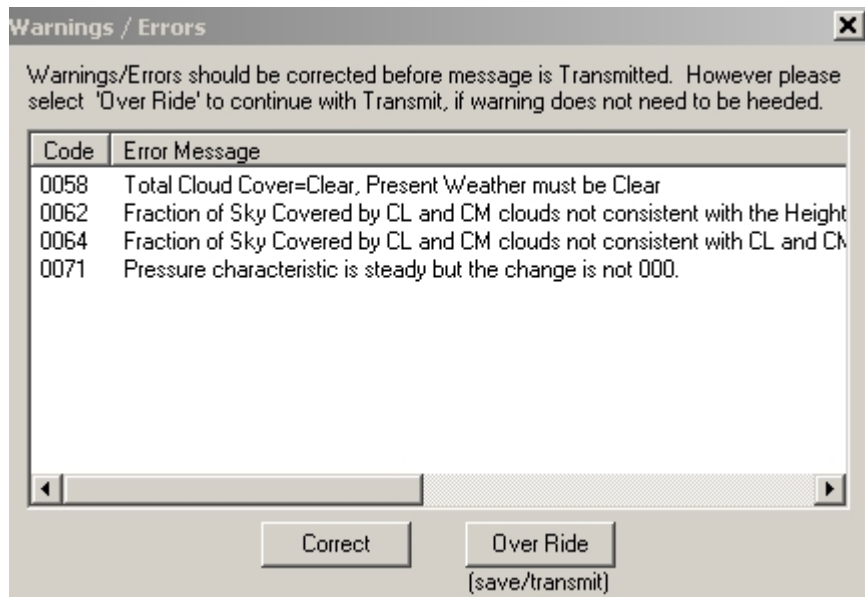 Warnings / Errors
Warnings/Errors should be corrected before message is Transmitted. However please
select 'Over Ride' to continue with Transmit, if warning does not need to be heeded.
Code Error Message
0058 Total Cloud Cover=Clear, Present Weather must be Clear
0062 Fraction of Sky Covered by CL and CM clouds not consistent with the Height
0064 Fraction of Sky Covered by CL and CM clouds not consistent with CL and
0071 Pressure characteristic is steady but the change is not 000.
Correct Over Ride
(save/transmit)